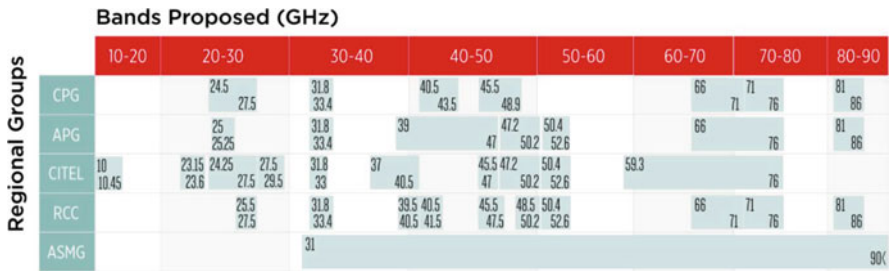 Bands Proposed (GHz)
Regional Groups
10-20 20-30 30-40 40-50 50-60 60-70 70-80 80-90
CPG 24.5 31.8 40.5 45.5 66 71 81
27.5 33.4 43.5 48.9 71 76 86
APG 25 31.8 39 47.2 50.4 66 81
25.25 33.4 47 50.2 52.6 76 86
CITEL 10 23.15 24.25 27.5 31.8 37 45.5 47.2 50.4 59.3
10.45 23.6 27.5 29.5 33 40.5 47 50.2 52.6 76
RCC 25.5 31.8 39.5 40.5 45.5 48.5 50.4 66 71 81
27.5 33.4 40.5 41.5 47.5 50.2 52.6 71 76 86
ASMG 31
90